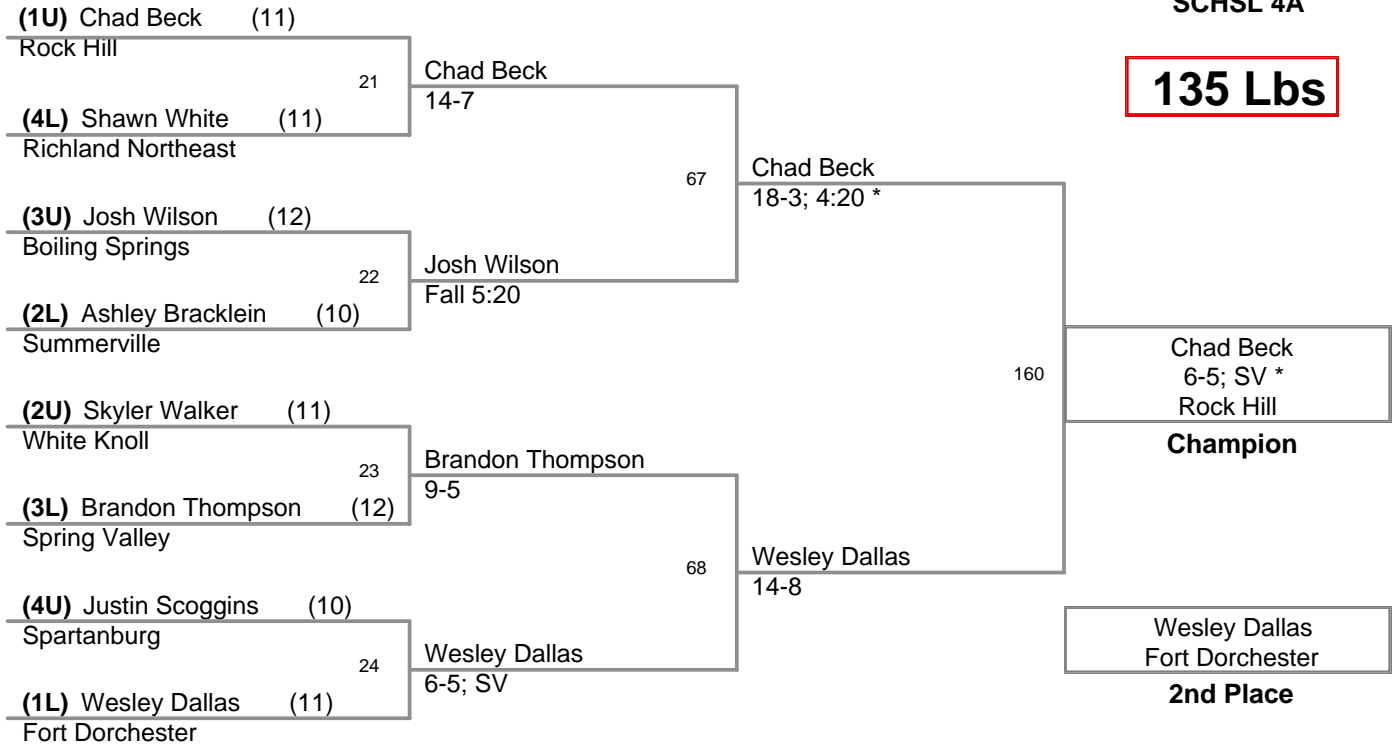 SCHSL 4A
135 Lbs
(1U) Chad Beck (11)
Rock Hill
21
(4L) Shawn White (11)
Richland Northeast
Chad Beck
14-7
(3U) Josh Wilson (12)
Boiling Springs
22
(2L) Ashley Bracklein (10)
Summerville
Josh Wilson
Fall 5:20
67
Chad Beck
18-3; 4:20 *
(2U) Skyler Walker (11)
White Knoll
23
(3L) Brandon Thompson (12)
Spring Valley
Brandon Thompson
9-5
(4U) Justin Scoggins (10)
Spartanburg
24
(1L) Wesley Dallas (11)
Fort Dorchester
Wesley Dallas
6-5; SV
68
Wesley Dallas
14-8
160
Chad Beck
6-5; SV *
Rock Hill
Champion
Wesley Dallas
Fort Dorchester
2nd Place